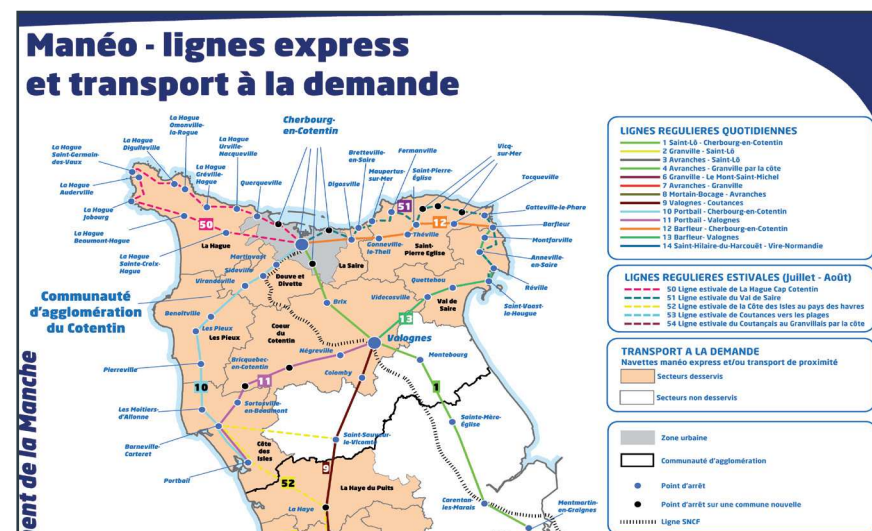 Manéo - lignes express
et transport à la demande
LIGNES REGULIERES QUOTIDIENNES
1 Saint-Lô - Cherbourg-en-Cotentin
2 Granville - Saint-Lô
3 Avranches - Saint-Lô
4 Avranches - Granville par la côte
6 Granville - Le Mont-Saint-Michel
7 Avranches - Granville
8 Mortain-Bocage - Avranches
9 Valognes - Coutances
10 Portbail - Cherbourg-en-Cotentin
11 Portbail - Valognes
12 Barfleur - Cherbourg-en-Cotentin
13 Barfleur- Valognes
14 Saint-Hilaire-du-Harcouët - Vire-Normandie
LIGNES REGULIERES ESTIVALES (Juillet - Août)
50 Ligne estivale de La Hague Cap Cotentin
51 Ligne estivale du Val de Saire
52 Ligne estivale de la Côte des Isles au pays des havres
53 Ligne estivale de Coutances vers les plages
54 Ligne estivale du Coutançais au Granvillais par la côte
TRANSPORT A LA DEMANDE
Navettes manéo express et/ou transport de proximité
Secteurs desservis
Secteurs non desservis
Zone urbaine
Communauté d'agglomération
Point d'arrêt
Point d'arrêt sur une commune nouvelle
Ligne SNCF
La Hague
Saint-Germain-
des-Vaux
La Hague
Digulleville
La Hague
Omonville-
la-Rogue
La Hague
Urville-
Nacqueville
La Hague
Gréville-
Hague
Querqueville
Cherbourg-
en-Cotentin
Digosville
Bretteville-
en-Saire
Maupertus-
sur-Mer
Fermanville
Saint-Pierre-
Église
Vicq-
sur-Mer
Tocqueville
Gatteville-le-Phare
Barfleur
Montfarville
Anneville-
en-Saire
Réville
Saint-Vaast-
la-Hougue
La Hague
Auderville
La Hague
Jobourg
La Hague
Beaumont-Hague
La Hague
Sainte-Croix-
Hague
50
51
12
La Hague
La Saire
Gonneville-
le-Theil
Théville
Saint-
Pierre Eglise
Martinvast
Sideville
Virandeville
Douve et
Divette
Quettehou
Videcosville
Val de
Saire
Communauté
d'agglomération
du Cotentin
Benoîtville
Les Pieux
Les Pieux
Brix
13
Valognes
Coeur
du
Cotentin
Négreville
Bricquebec-
en-Cotentin
Colomby
Montebourg
Pierreville
10
11
1
Sortosville-
en-Beaumont
Les Moitiers-
d'Allonne
Sainte-Mère-
Église
Barneville-
Carteret
Côte
des
Isles
Saint-Sauveur-
le-Vicomte
9
Portbail
52
La Haye du Puits
La Haye
Carentan-
les-Marais
Montmartin-
en-Graignes
ent de la Manche